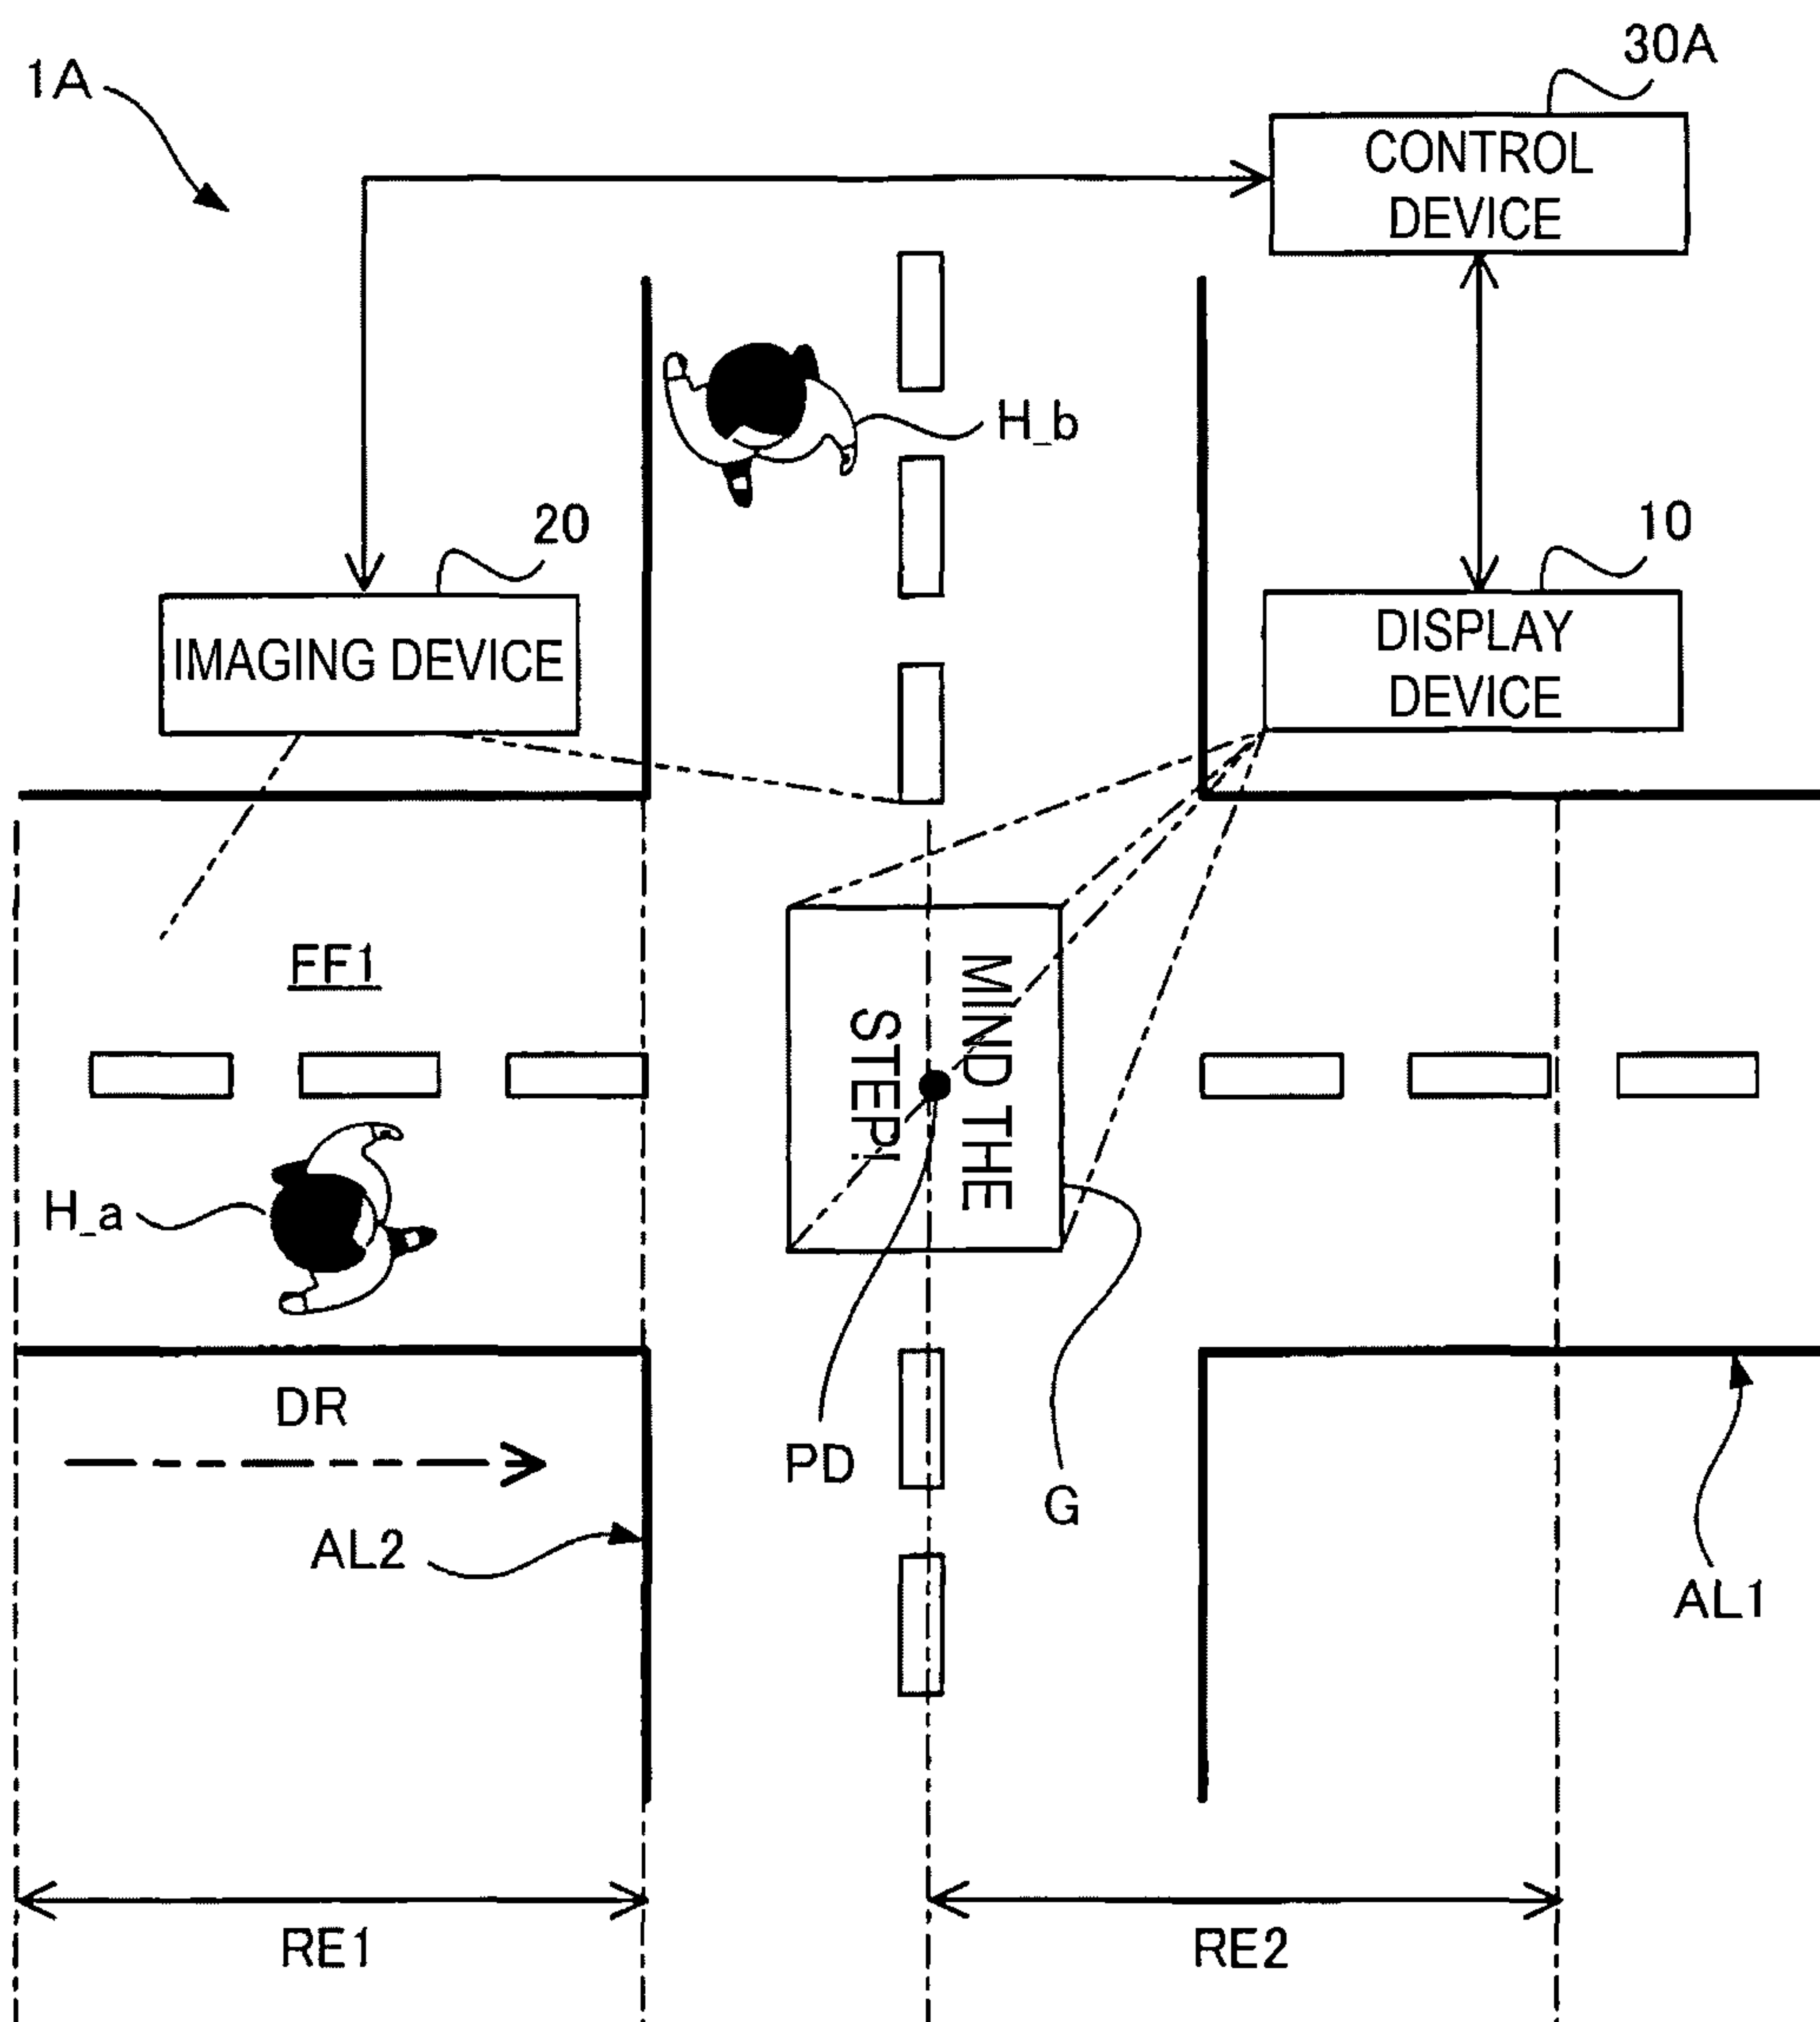 30A
1A
CONTROL
DEVICE
H_b
20
10
IMAGING DEVICE
DISPLAY
DEVICE
FF1
MIND THE
STEP!
H_a
DR
PD
G
AL2
AL1
RE1
RE2